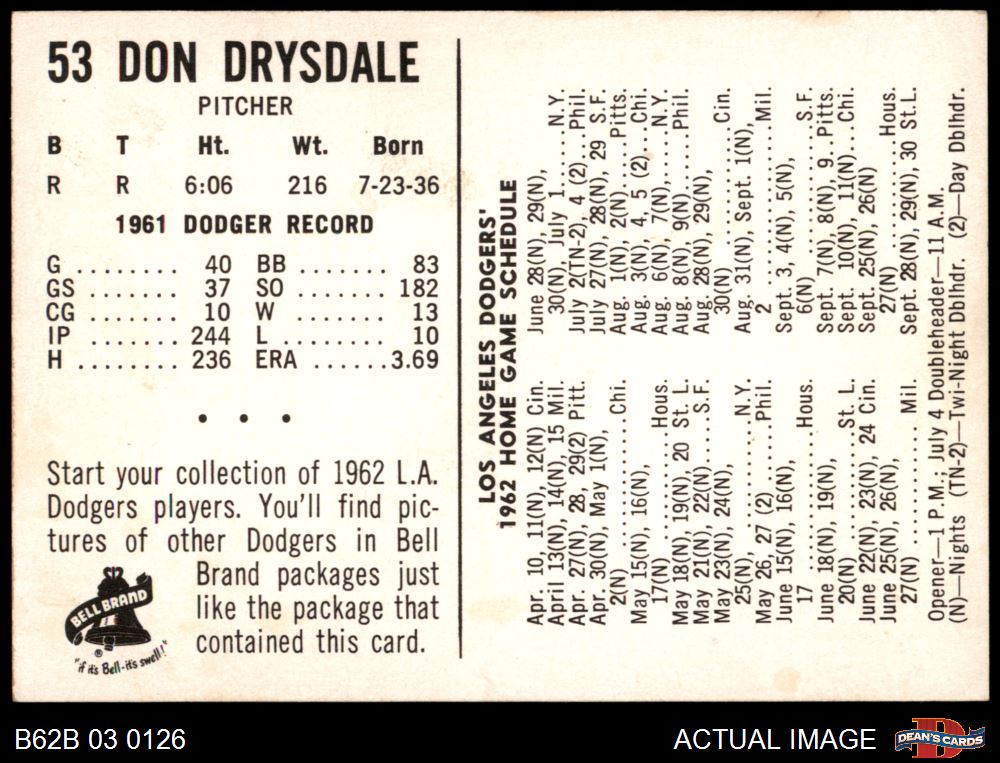 53 DON DRYSDALE
PITCHER
B T Ht. Wt. Born
R R 6:06 216 7-23-36
1961 DODGER RECORD
G ........ 40 BB ....... 83
GS ....... 37 SO ....... 182
CG ....... 10 W ........ 13
IP ........ 244 L ......... 10
H ........ 236 ERA ......3.69
• • •
Start your collection of 1962 L.A.
Dodgers players. You'll find pic-
tures of other Dodgers in Bell
Brand packages just
like the package that
contained this card.
BELL BRAND
®
"if it's Bell-it's swell!"
LOS ANGELES DODGERS'
1962 HOME GAME SCHEDULE
Apr. 10, 11(N), 12(N) Cin.
April 13(N), 14(N), 15 Mil.
Apr. 27(N), 28, 29(2) Pitt.
Apr. 30(N), May 1(N),
2(N) ..................Chi.
May 15(N), 16(N),
17(N) ................Hous.
May 18(N), 19(N), 20 St. L.
May 21(N), 22(N) .....S.F.
May 23(N), 24(N),
25(N), ................N.Y.
May 26, 27 (2) .......Phil.
June 15(N), 16(N),
17 ...................Hous.
June 18(N), 19(N),
20(N) ................St. L.
June 22(N), 23(N), 24 Cin.
June 25(N), 26(N),
27(N) ................ Mil.
June 28(N), 29(N),
30(N), July 1........ N.Y.
July 2(TN-2), 4 (2)...Phil.
July 27(N), 28(N), 29 S.F.
Aug. 1(N), 2(N).....Pitts.
Aug. 3(N), 4, 5 (2)...Chi.
Aug. 6(N), 7(N).......N.Y.
Aug. 8(N), 9(N)......Phil.
Aug. 28(N), 29(N),
30(N) .................Cin.
Aug. 31(N), Sept. 1(N),
2 ....................Mil.
Sept. 3, 4(N), 5(N),
6(N) ..................S.F.
Sept. 7(N), 8(N), 9..Pitts.
Sept. 10(N), 11(N)...Chi.
Sept. 25(N), 26(N)
27(N) ................Hous.
Sept. 28(N), 29(N), 30 St.L.
Opener—1 P.M.; July 4 Doubleheader—11 A.M.
(N)—Nights (TN-2)—Twi-Night Dblhdr. (2)—Day Dblhdr.
B62B 03 0126
ACTUAL IMAGE
DEAN'S CARDS